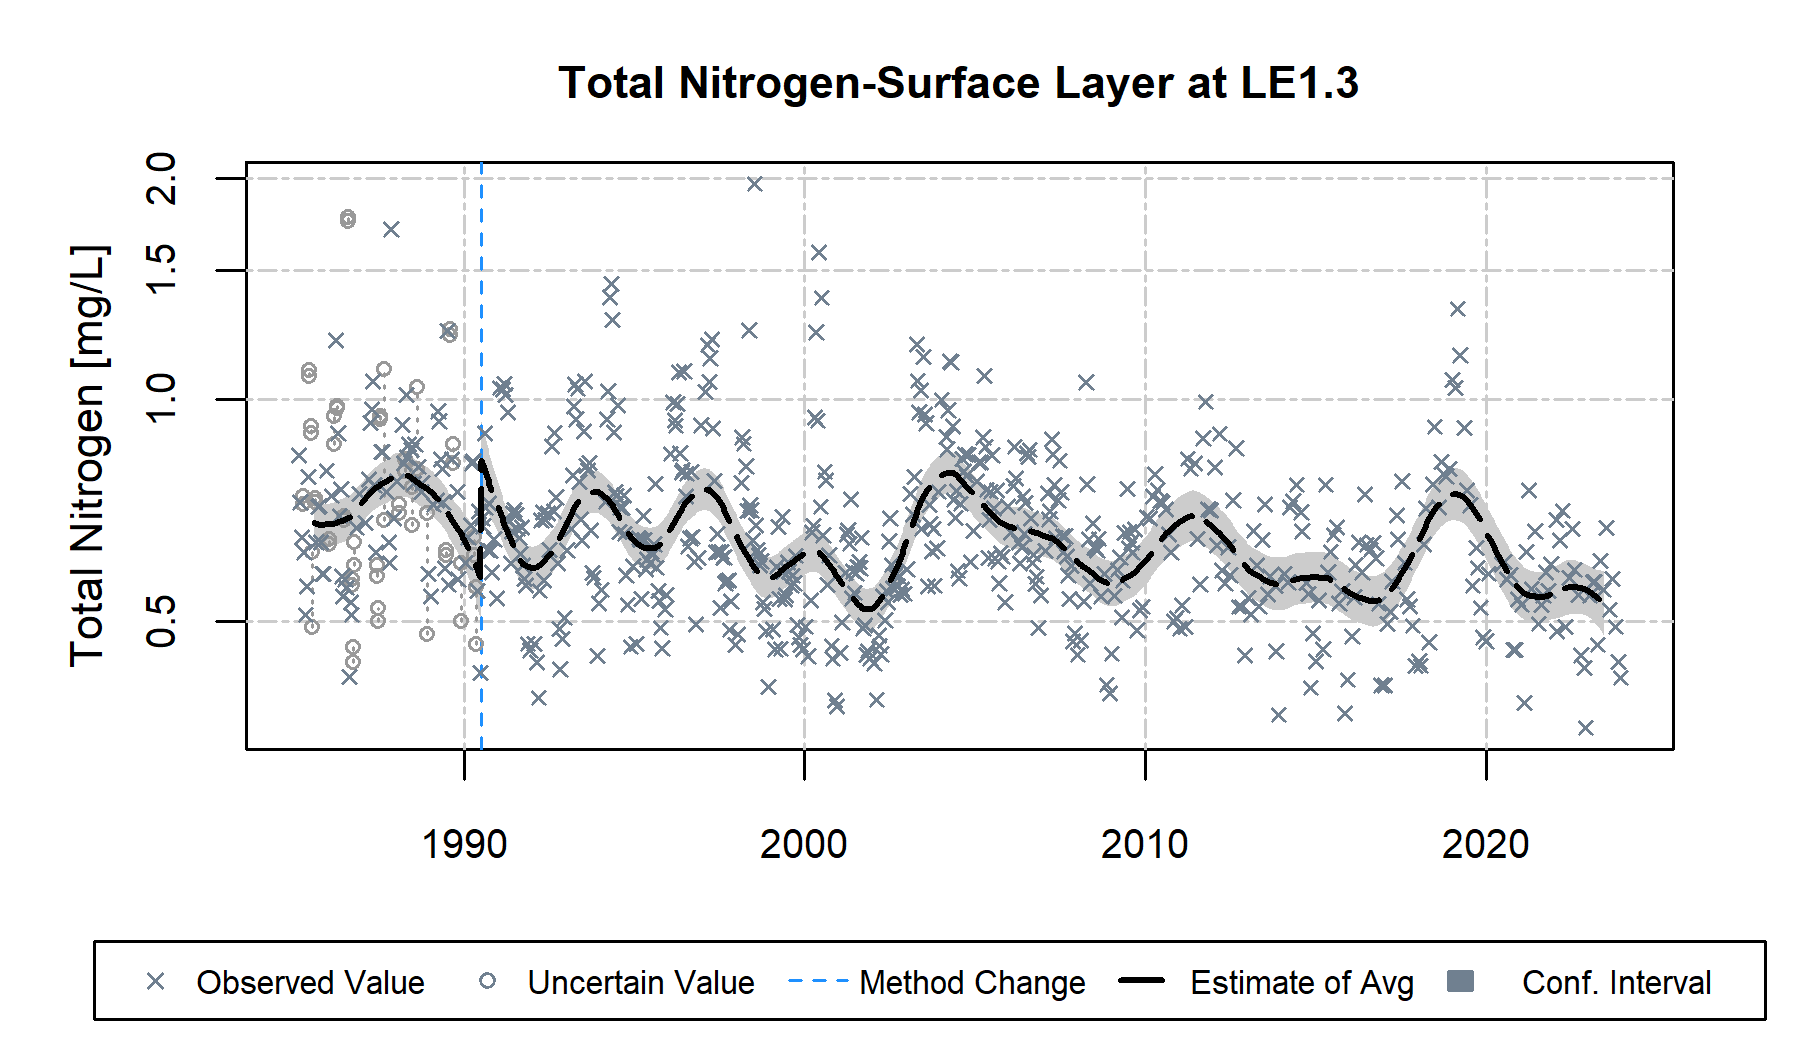 Total Nitrogen-Surface Layer at LE1.3
Total Nitrogen [mg/L]
2.0
1.5
1.0
0.5
1990 2000 2010 2020
Observed Value Uncertain Value Method Change Estimate of Avg Conf. Interval